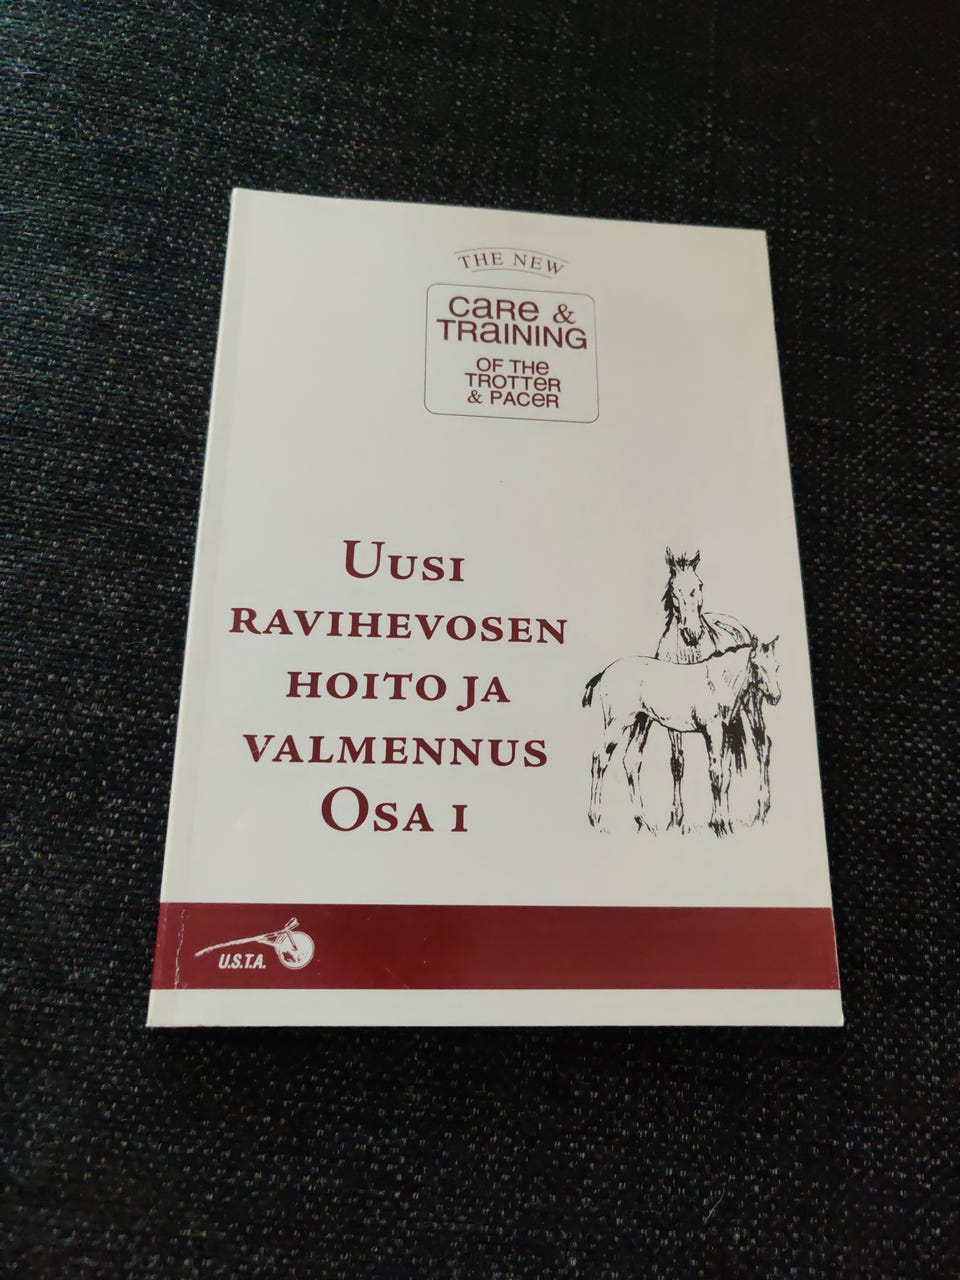 THE NEW
Care &
TRaINING
OF THe
TROTTeR
& PaCeR
UUSI
RAVIHEVOSEN
HOITO JA
VALMENNUS
OSA I
U.S.T.A.